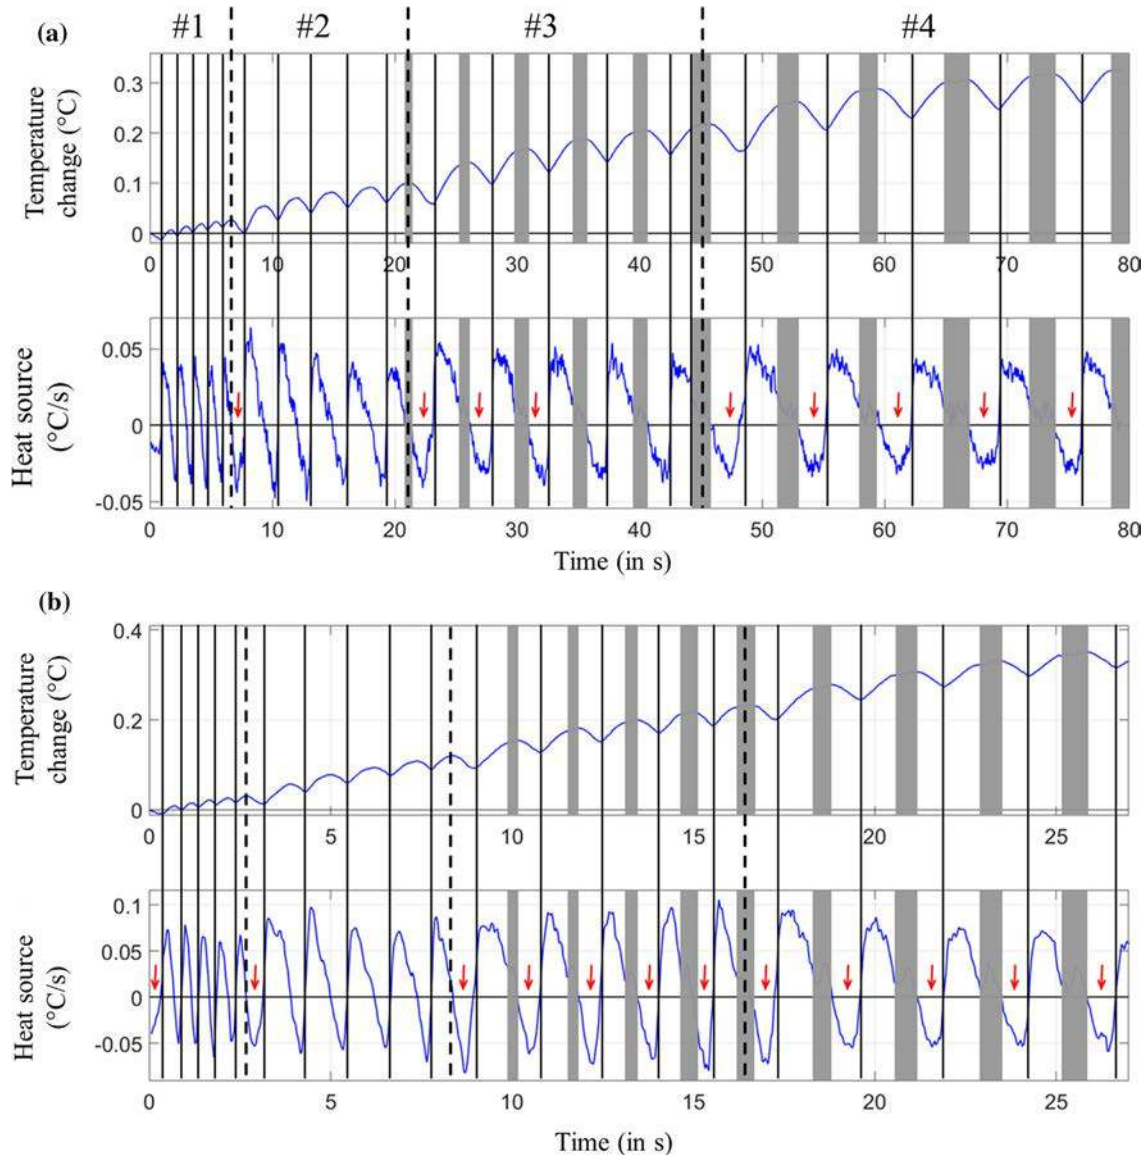 (a) #1 #2 #3 #4
Temperature
change (°C)
0.3
0.2
0.1
0
0 10 20 30 40 50 60 70 80
Heat source
(°C/s)
0.05
0
-0.05
0 10 20 30 40 50 60 70 80
Time (in s)
(b)
Temperature
change (°C)
0.4
0.2
0
0 5 10 15 20 25
Heat source
(°C/s)
0.1
0.05
0
-0.05
0 5 10 15 20 25
Time (in s)